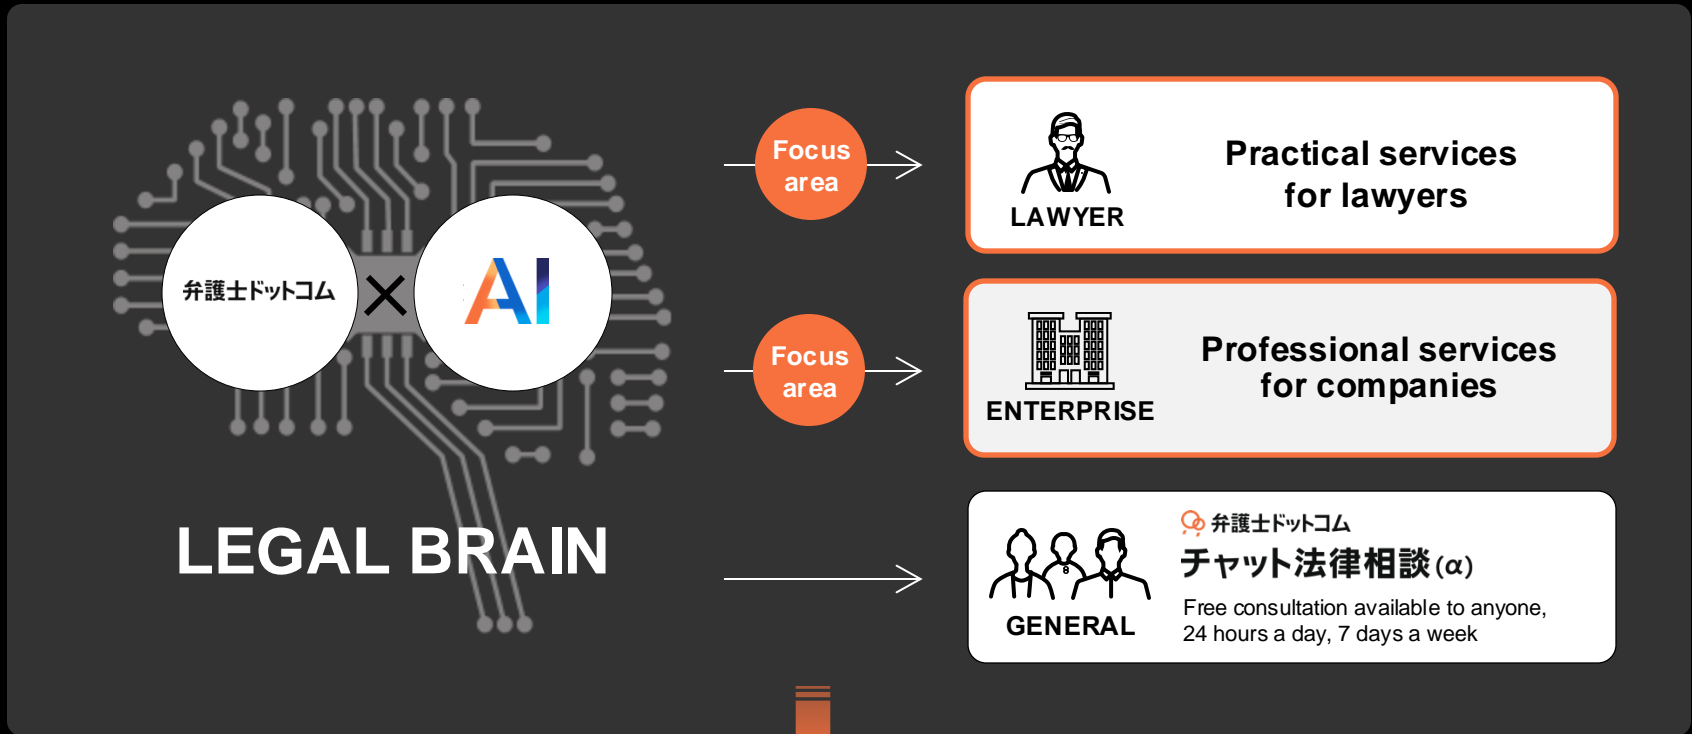 弁護士ドットコム
×
AI
LEGAL BRAIN
Focus
area
LAWYER
Practical services
for lawyers
Focus
area
ENTERPRISE
Professional services
for companies
GENERAL
弁護士ドットコム
チャット法律相談(α)
Free consultation available to anyone,
24 hours a day, 7 days a week